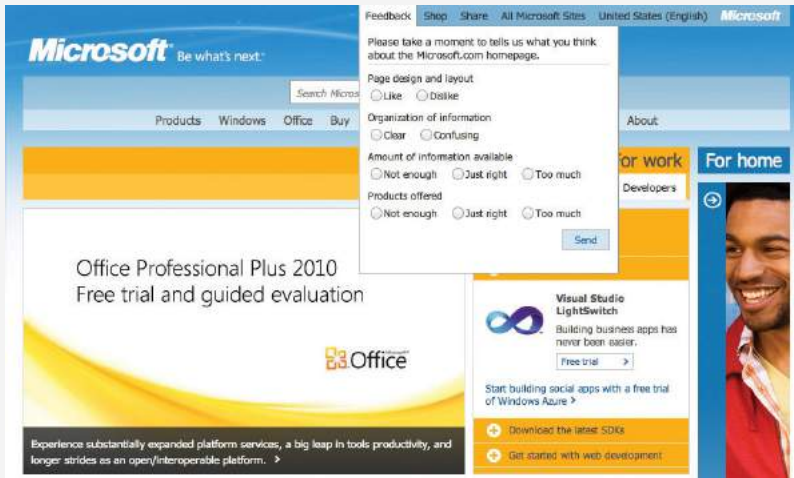 Feedback Shop Share All Microsoft Sites United States (English) Microsoft
Microsoft Be what's next.
Please take a moment to tells us what you think
about the Microsoft.com homepage.
Page design and layout
Like Dislike
Organization of information
Clear Confusing
Amount of information available
Not enough Just right Too much
Products offered
Not enough Just right Too much
Send
Search Micros
Products Windows Office Buy
About
For work
For home
Developers
Office Professional Plus 2010
Free trial and guided evaluation
Office
Experience substantially expanded platform services, a big leap in tools productivity, and
longer strides as an open/interoperable platform. >
Visual Studio
LightSwitch
Building business apps has
never been easier.
Free trial >
Start building social apps with a free trial
of Windows Azure >
Download the latest SDKs
Get started with web development